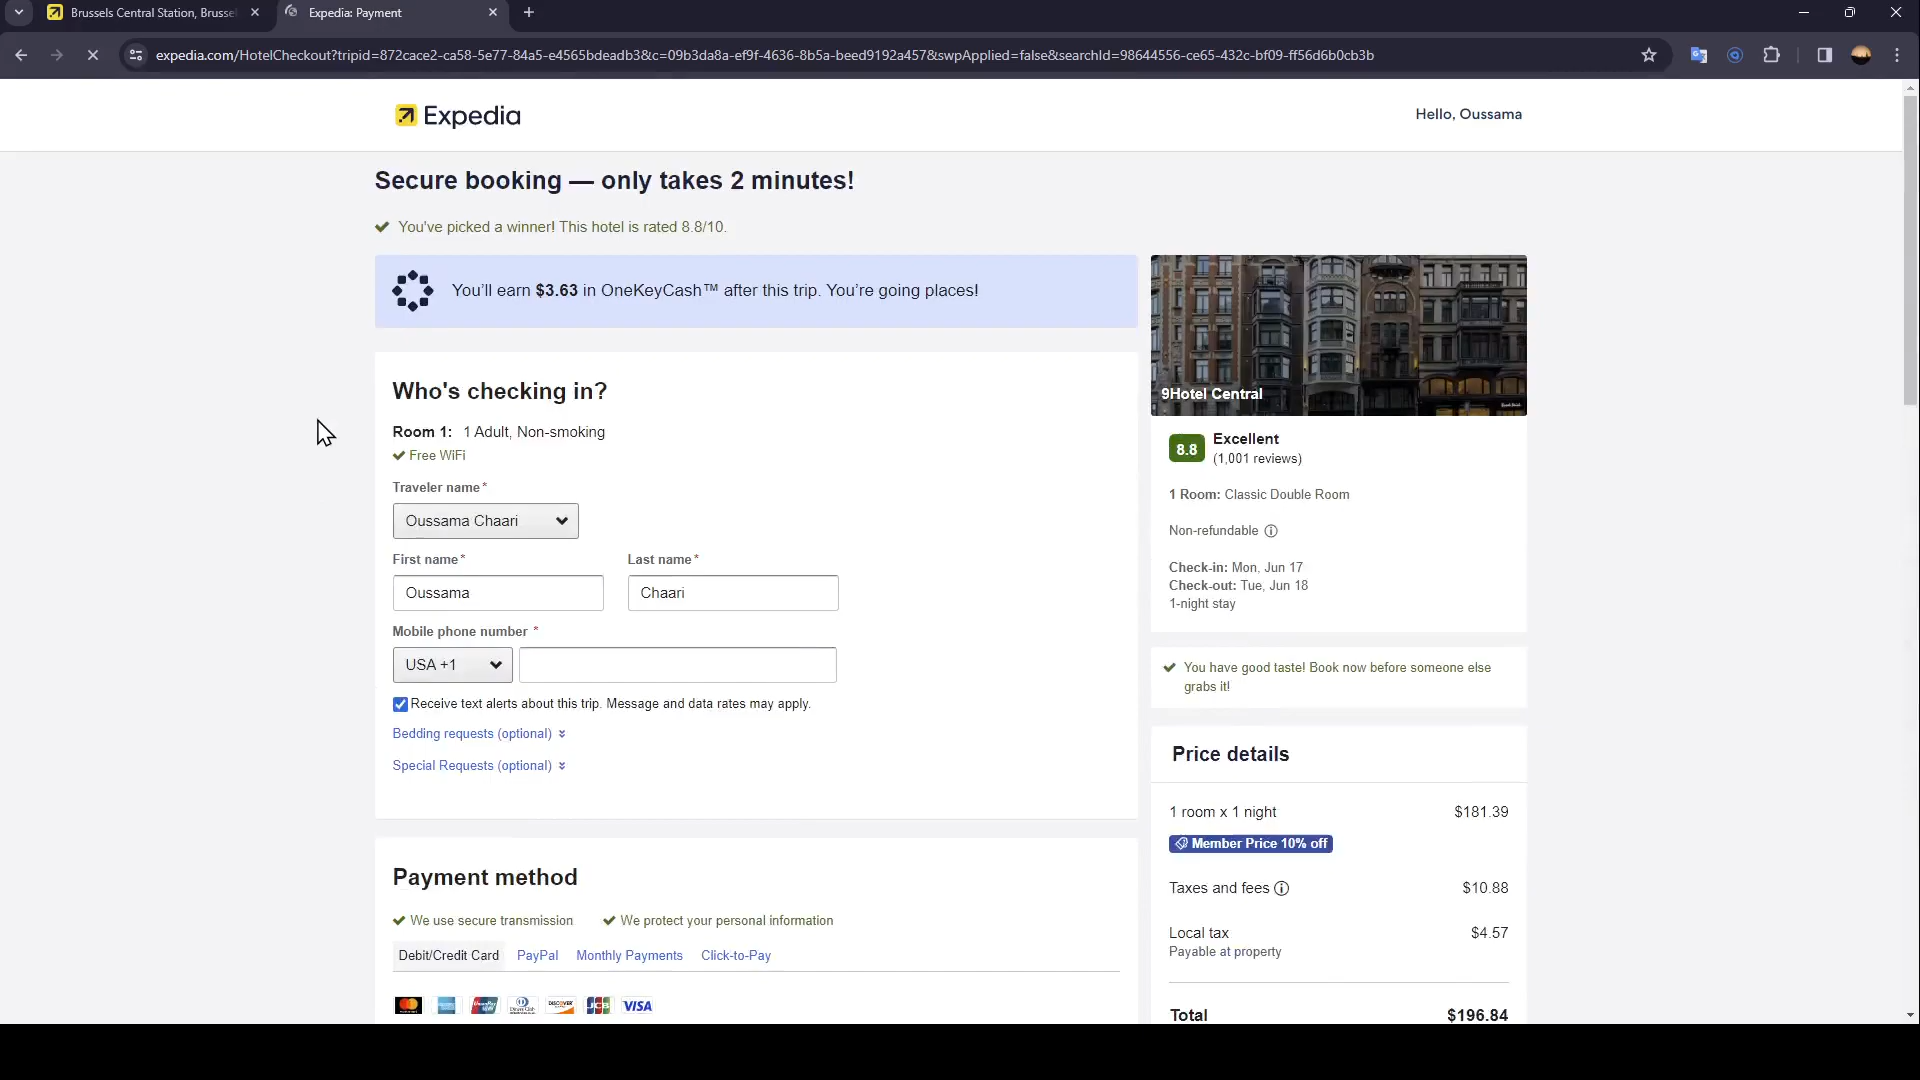 Brussels Central Station, Brusse
Expedia: Payment
expedia.com/HotelCheckout?tripid=872cace2-ca58-5e77-84a5-e4565bdeadb3&c=09b3da8a-ef9f-4636-8b5a-beed9192a457&swpApplied=false&searchId=98644556-ce65-432c-bf09-ff56d6b0cb3b
Expedia
Hello, Oussama
Secure booking — only takes 2 minutes!
You've picked a winner! This hotel is rated 8.8/10.
You'll earn $3.63 in OneKeyCash™ after this trip. You're going places!
Who's checking in?
Room 1: 1 Adult, Non-smoking
Free WiFi
Traveler name*
Oussama Chaari
First name*
Last name*
Oussama
Chaari
Mobile phone number *
USA +1
Receive text alerts about this trip. Message and data rates may apply.
Bedding requests (optional)
Special Requests (optional)
Payment method
We use secure transmission
We protect your personal information
Debit/Credit Card
PayPal
Monthly Payments
Click-to-Pay
DISCOVER
JCB
VISA
9Hotel Central
8.8
Excellent
(1,001 reviews)
1 Room: Classic Double Room
Non-refundable
Check-in: Mon, Jun 17
Check-out: Tue, Jun 18
1-night stay
You have good taste! Book now before someone else
grabs it!
Price details
1 room x 1 night
$181.39
Member Price 10% off
Taxes and fees
$10.88
Local tax
$4.57
Payable at property
Total
$196.84